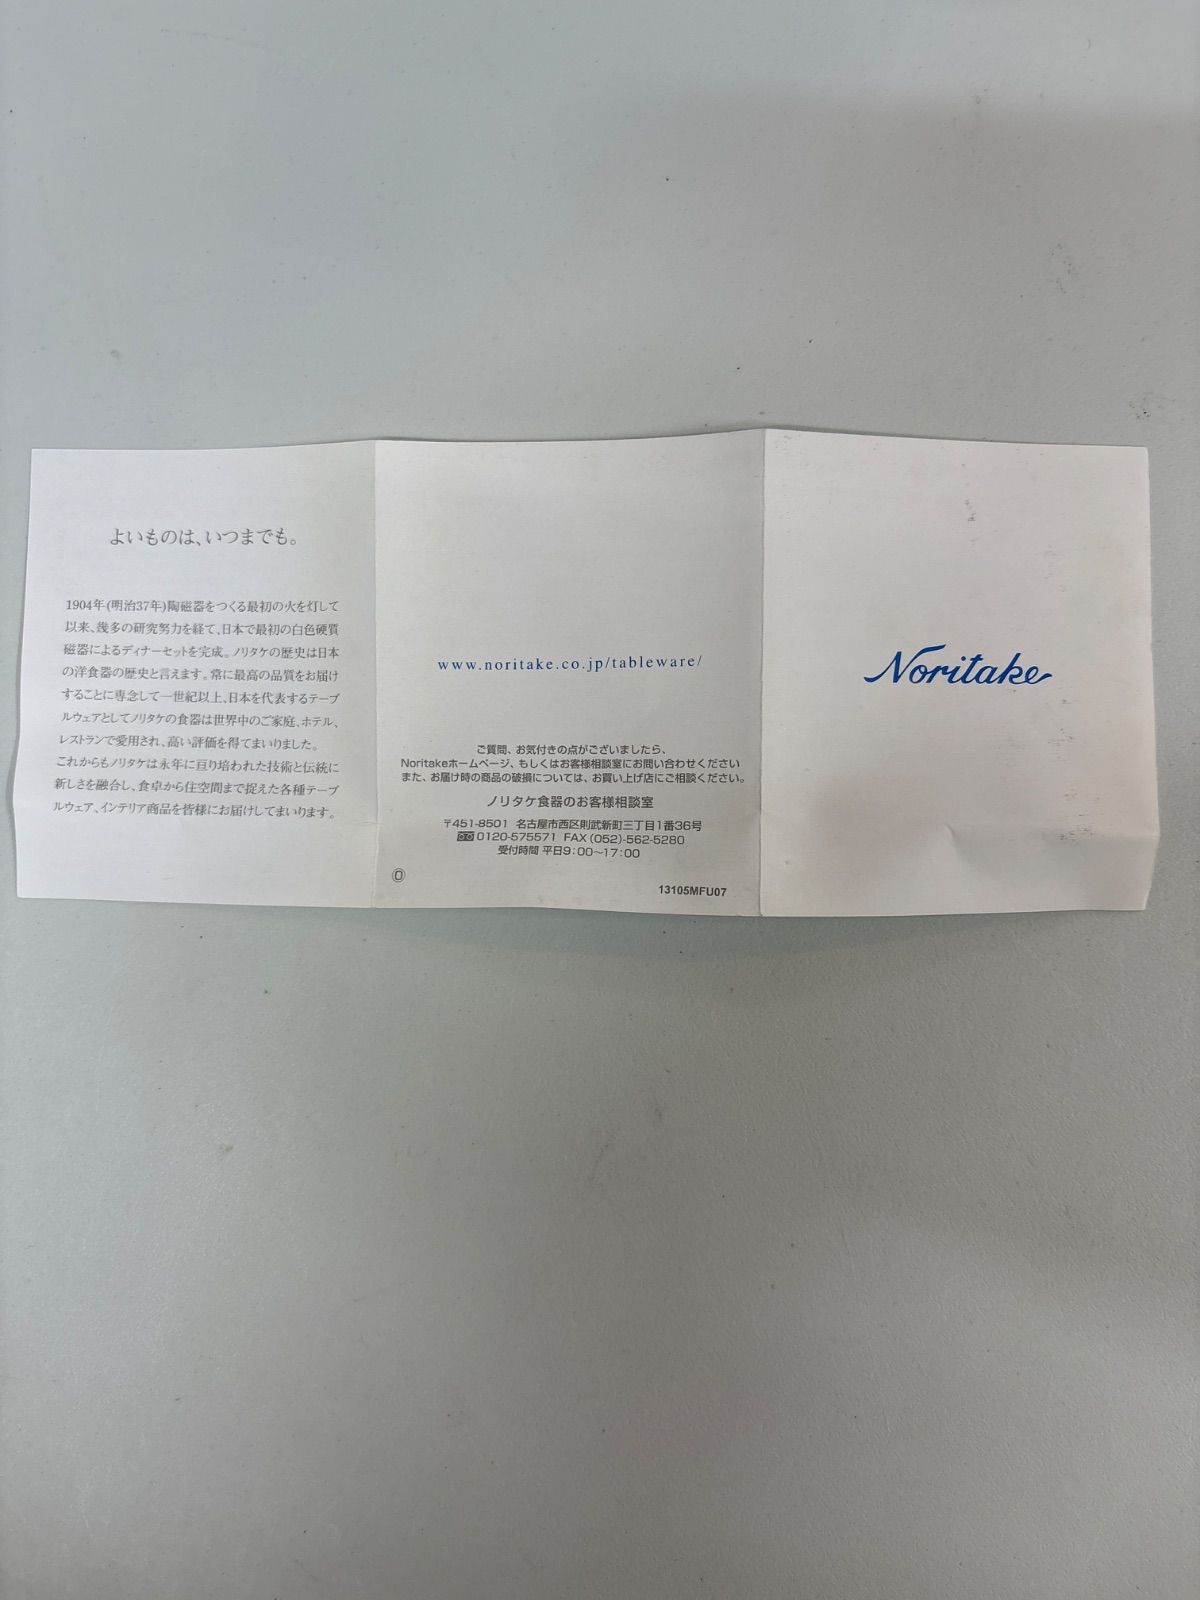 よいものは、いつまでも。
1904年(明治37年)陶磁器をつくる最初の火を灯して
以来、幾多の研究努力を経て、日本で最初の白色硬質
磁器によるディナーセットを完成。ノリタケの歴史は日本
の洋食器の歴史と言えます。常に最高の品質をお届け
することに専念して一世紀以上、日本を代表するテーブ
ルウェアとしてノリタケの食器は世界中のご家庭、ホテル、
レストランで愛用され、高い評価を得てまいりました。
これからもノリタケは永年に亘り培われた技術と伝統に
新しさを融合し、食卓から住空間まで捉えた各種テーブ
ルウェア、インテリア商品を皆様にお届けしてまいります。
www.noritake.co.jp/tableware/
ご質問、お気付きの点がございましたら、
Noritakeホームページ、もしくはお客様相談室にお問い合わせください
また、お届け時の商品の破損については、お買い上げ店にご相談ください。
ノリタケ食器のお客様相談室
〒451-8501 名古屋市西区則武新町三丁目1番36号
0120-575571 FAX(052)-562-5280
受付時間 平日9:00〜17:00
13105MFU07
Noritake